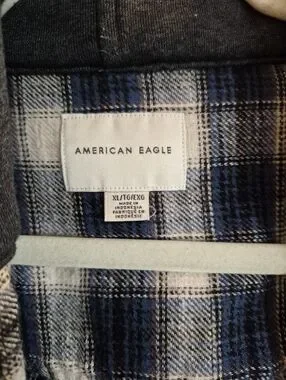 AMERICAN EAGLE
XL/TG/EXG
MADE IN
INDONESIA
FABRIQUÉ EN
INDONÉSIE